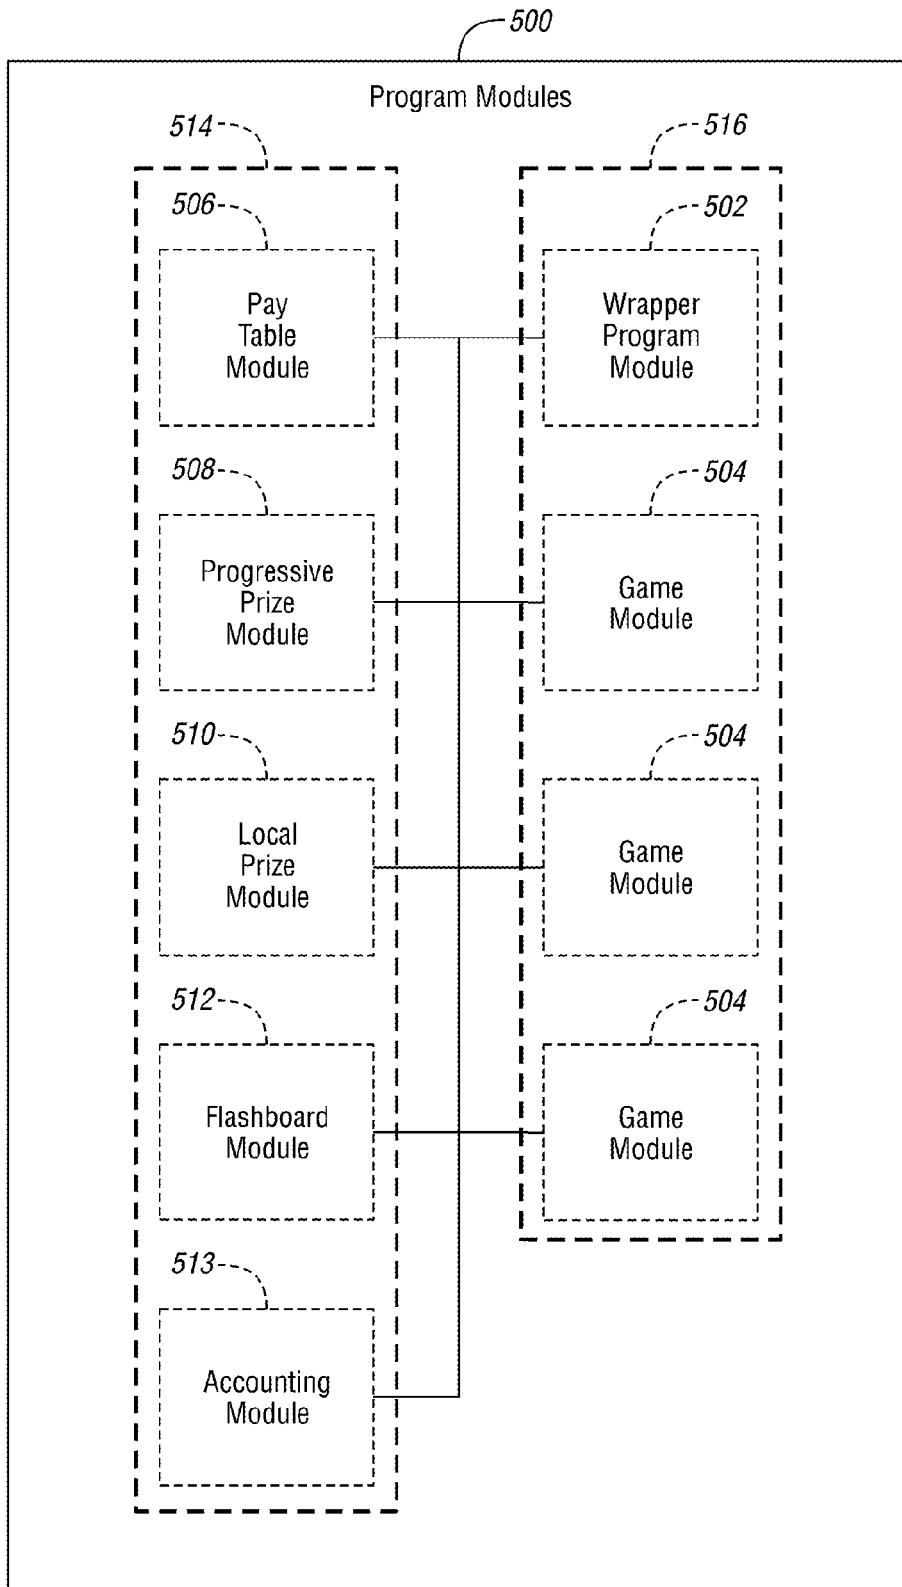 500
Program Modules
514
516
506
502
Pay
Table
Module
Wrapper
Program
Module
508
504
Progressive
Prize
Module
Game
Module
510
504
Local
Prize
Module
Game
Module
512
504
Flashboard
Module
Game
Module
513
Accounting
Module